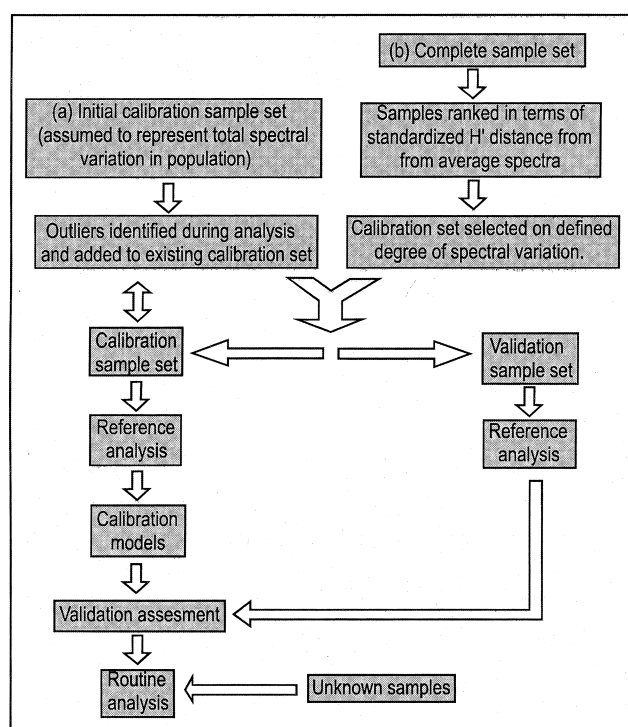 (b) Complete sample set
(a) Initial calibration sample set
(assumed to represent total spectral
variation in population)
Samples ranked in terms of
standardized H' distance from
from average spectra
Outliers identified during analysis
and added to existing calibration set
Calibration set selected on defined
degree of spectral variation.
Calibration
sample set
Validation
sample set
Reference
analysis
Reference
analysis
Calibration
models
Validation assesment
Routine
analysis
Unknown samples